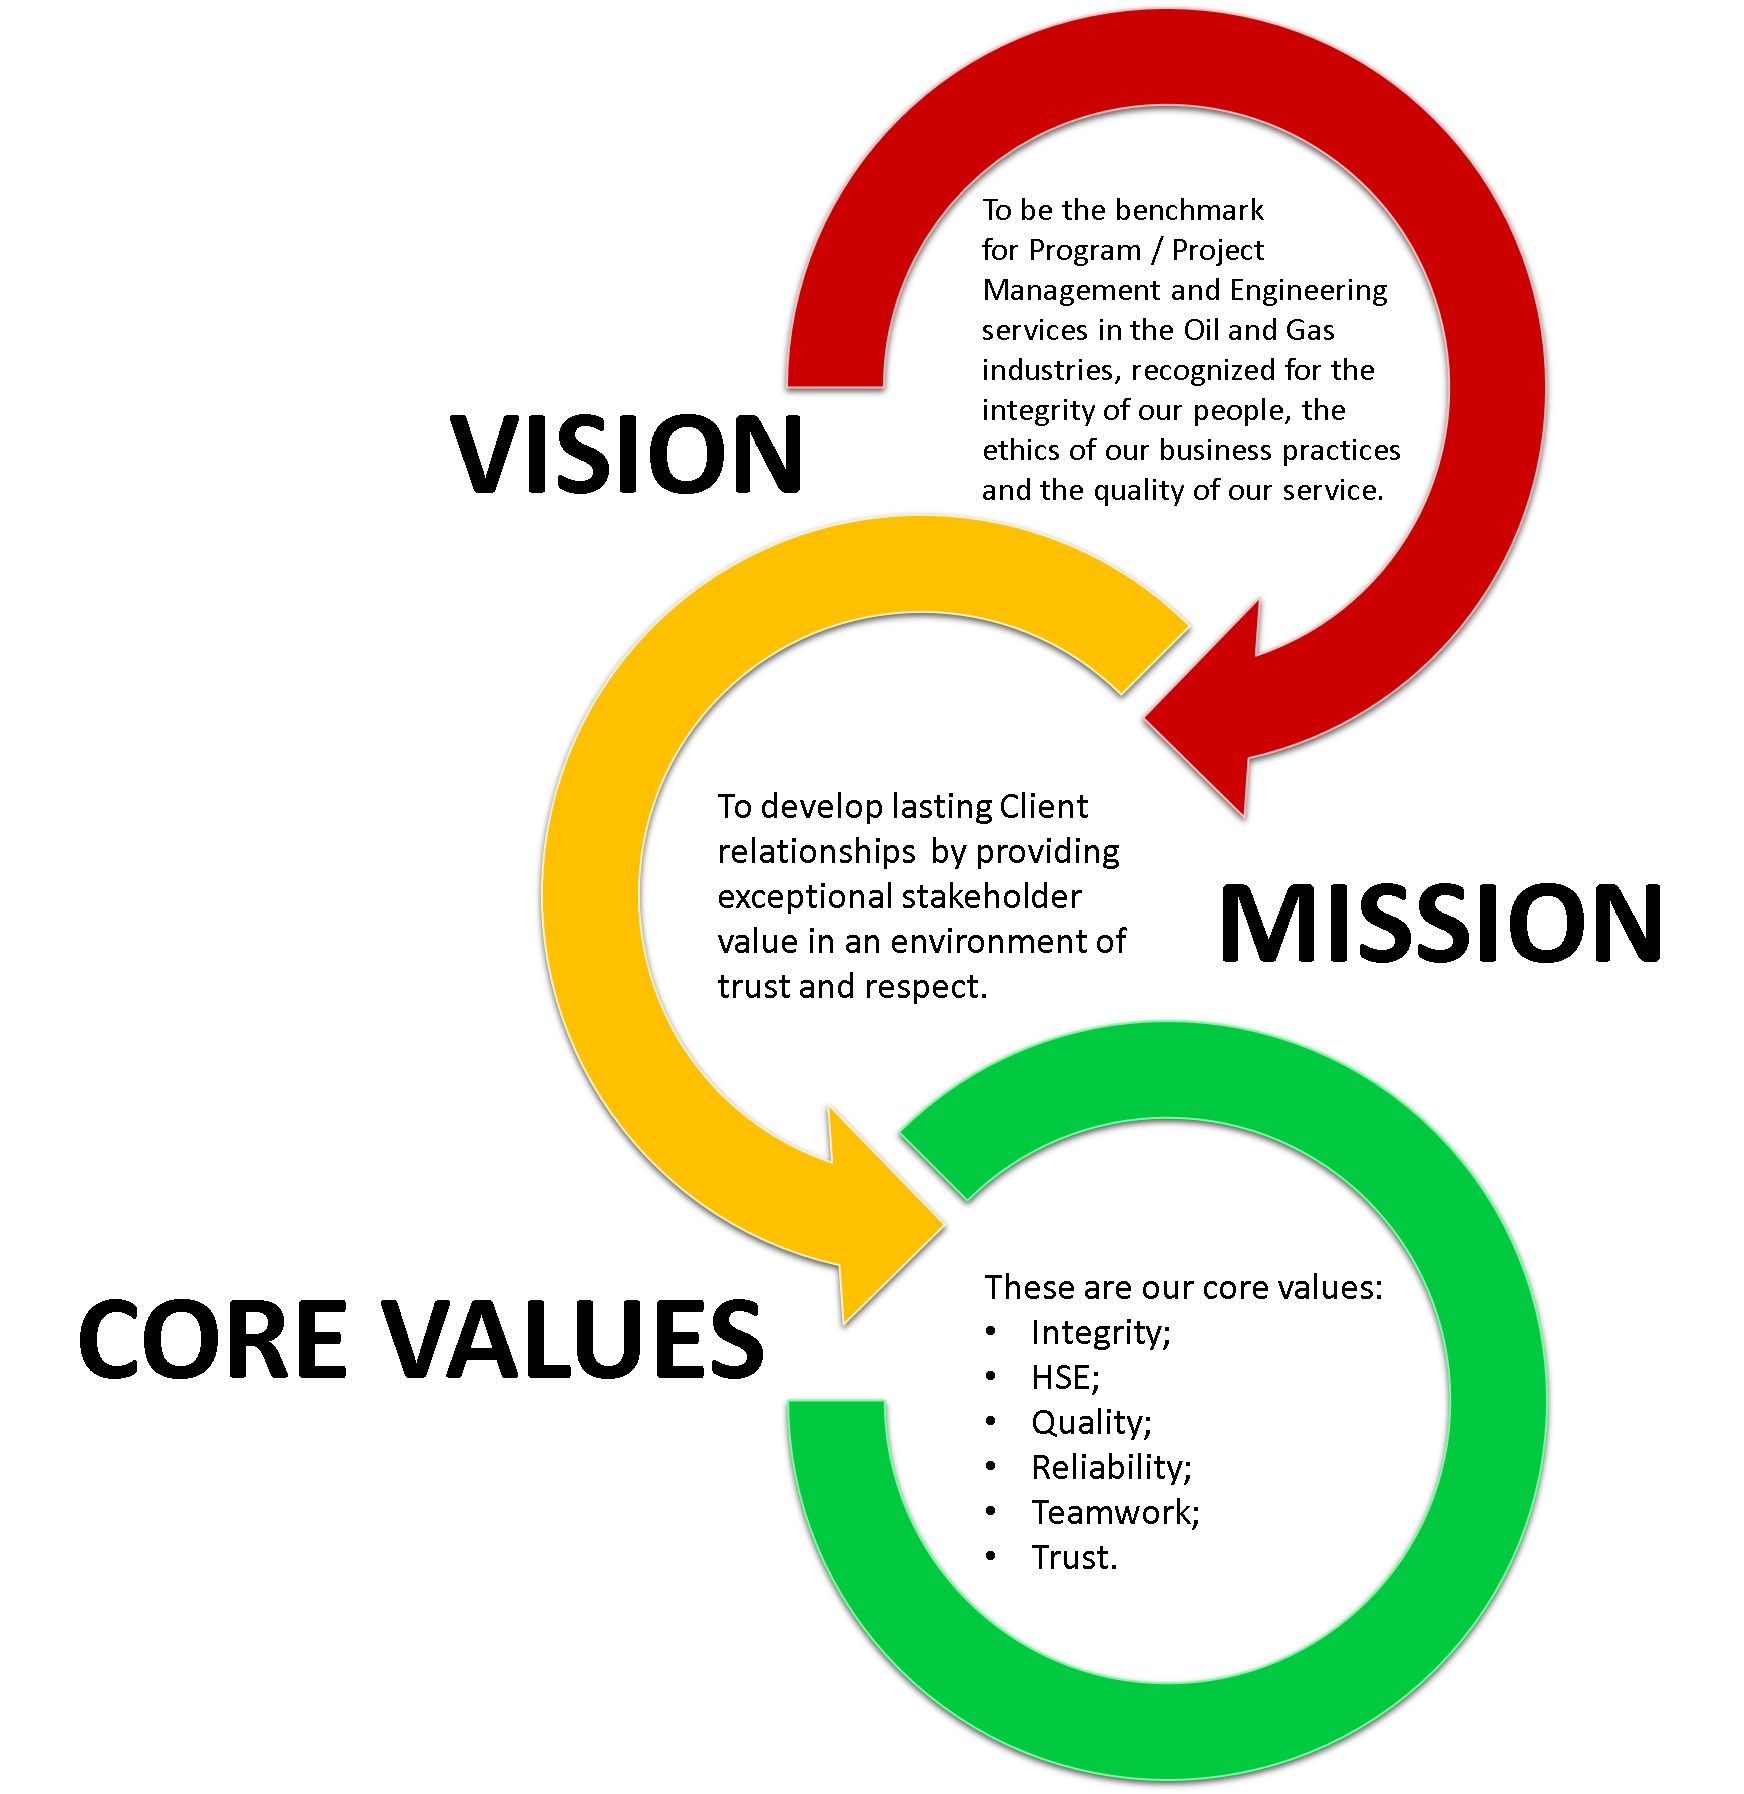 To be the benchmark
for Program / Project
Management and Engineering
services in the Oil and Gas
industries, recognized for the
integrity of our people, the
ethics of our business practices
and the quality of our service.
VISION
To develop lasting Client
relationships by providing
exceptional stakeholder
value in an environment of
trust and respect.
MISSION
CORE VALUES
These are our core values:
• Integrity;
• HSE;
• Quality;
• Reliability;
• Teamwork;
• Trust.